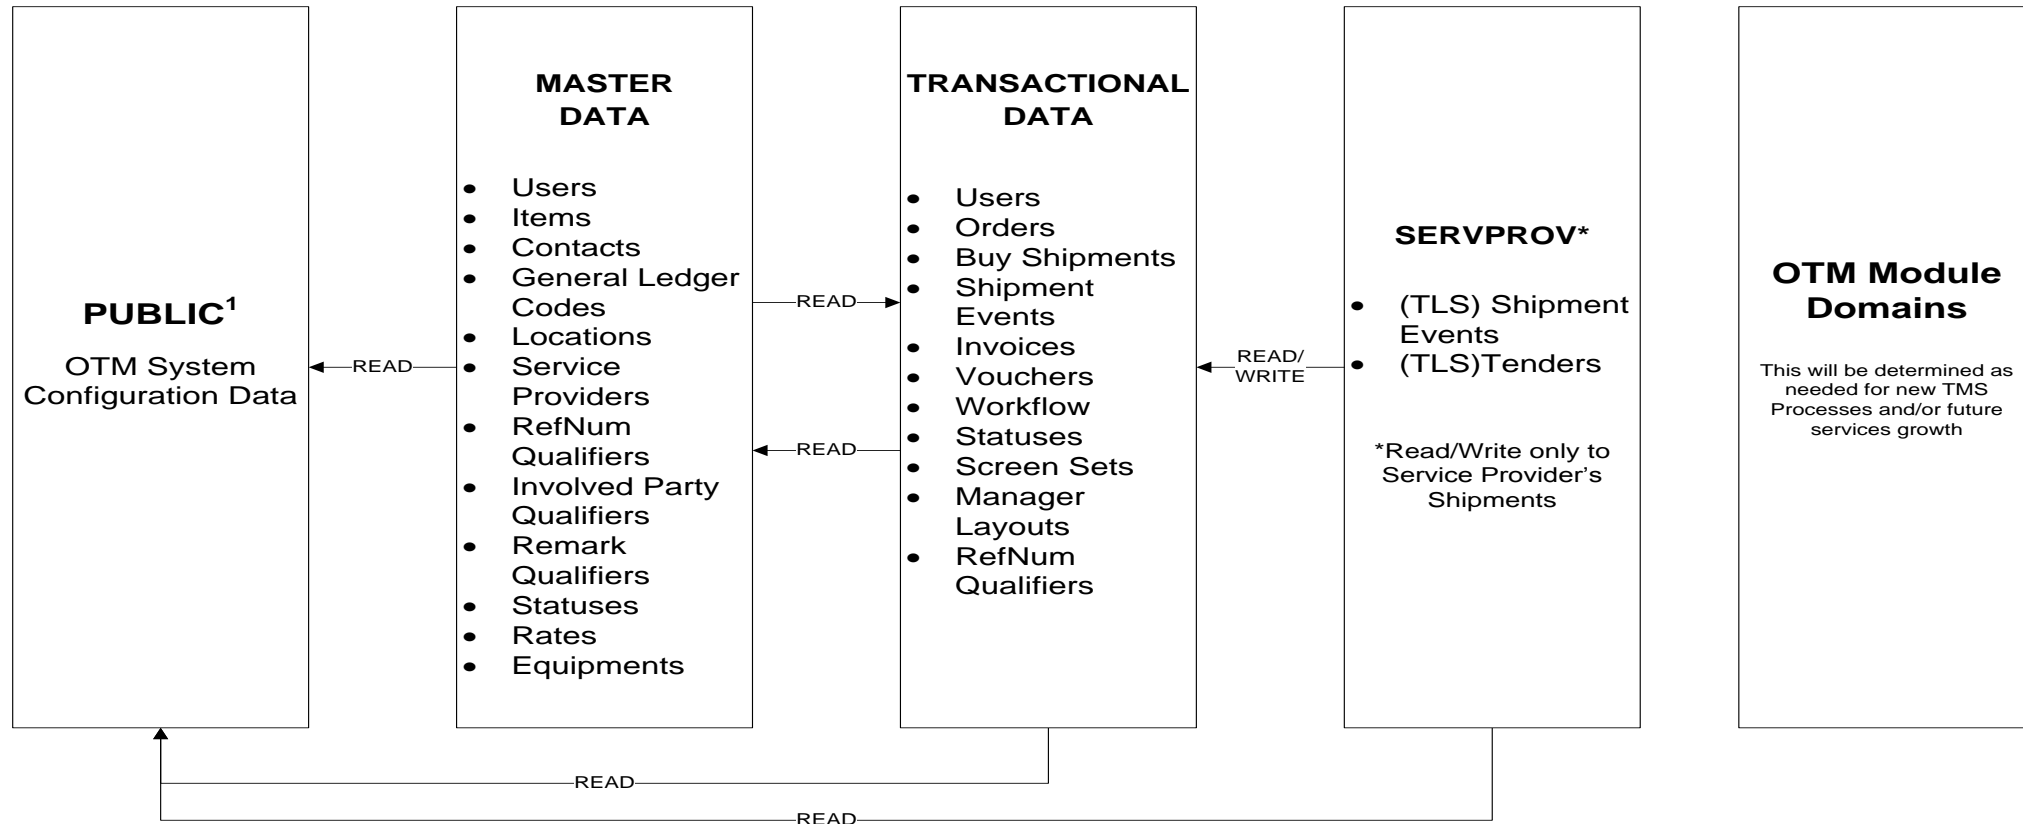 PUBLIC1
OTM System
Configuration Data
READ
MASTER
DATA
• Users
• Items
• Contacts
• General Ledger
Codes
• Locations
• Service
Providers
• RefNum
Qualifiers
• Involved Party
Qualifiers
• Remark
Qualifiers
• Statuses
• Rates
• Equipments
READ
READ
TRANSACTIONAL
DATA
• Users
• Orders
• Buy Shipments
• Shipment
Events
• Invoices
• Vouchers
• Workflow
• Statuses
• Screen Sets
• Manager
Layouts
• RefNum
Qualifiers
READ/
WRITE
SERVPROV*
• (TLS) Shipment
Events
• (TLS)Tenders
*Read/Write only to
Service Provider’s
Shipments
OTM Module
Domains
This will be determined as
needed for new TMS
Processes and/or future
services growth
READ
READ